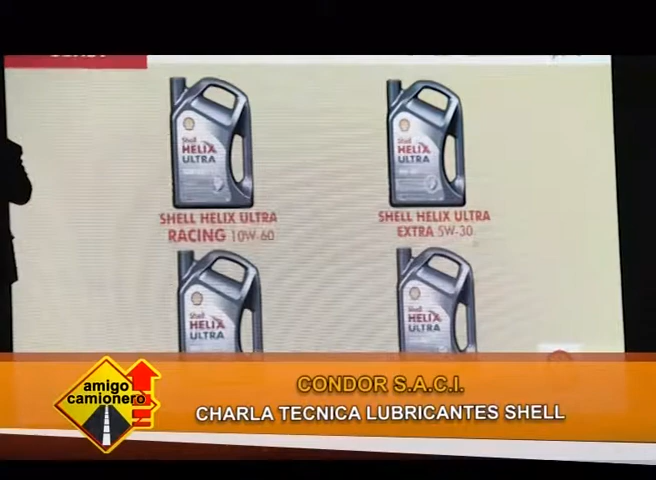 Shell
HELIX
ULTRA
Shell
HELIX
ULTRA
SHELL HELIX ULTRA
RACING 10W-60
SHELL HELIX ULTRA
EXTRA 5W-30
Shell
HELIX
ULTRA
Shell
HELIX
ULTRA
amigo
camionero
CONDOR S.A.C.I.
CHARLA TECNICA LUBRICANTES SHELL